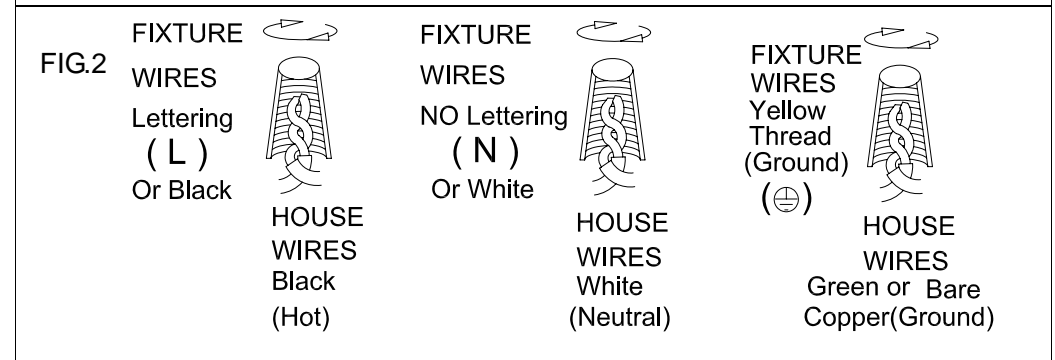 FIG.2
FIXTURE
WIRES
Lettering
( L )
Or Black
HOUSE
WIRES
Black
(Hot)
FIXTURE
WIRES
NO Lettering
( N )
Or White
HOUSE
WIRES
White
(Neutral)
FIXTURE
WIRES
Yellow
Thread
(Ground)
(⏚)
HOUSE
WIRES
Green or Bare
Copper(Ground)